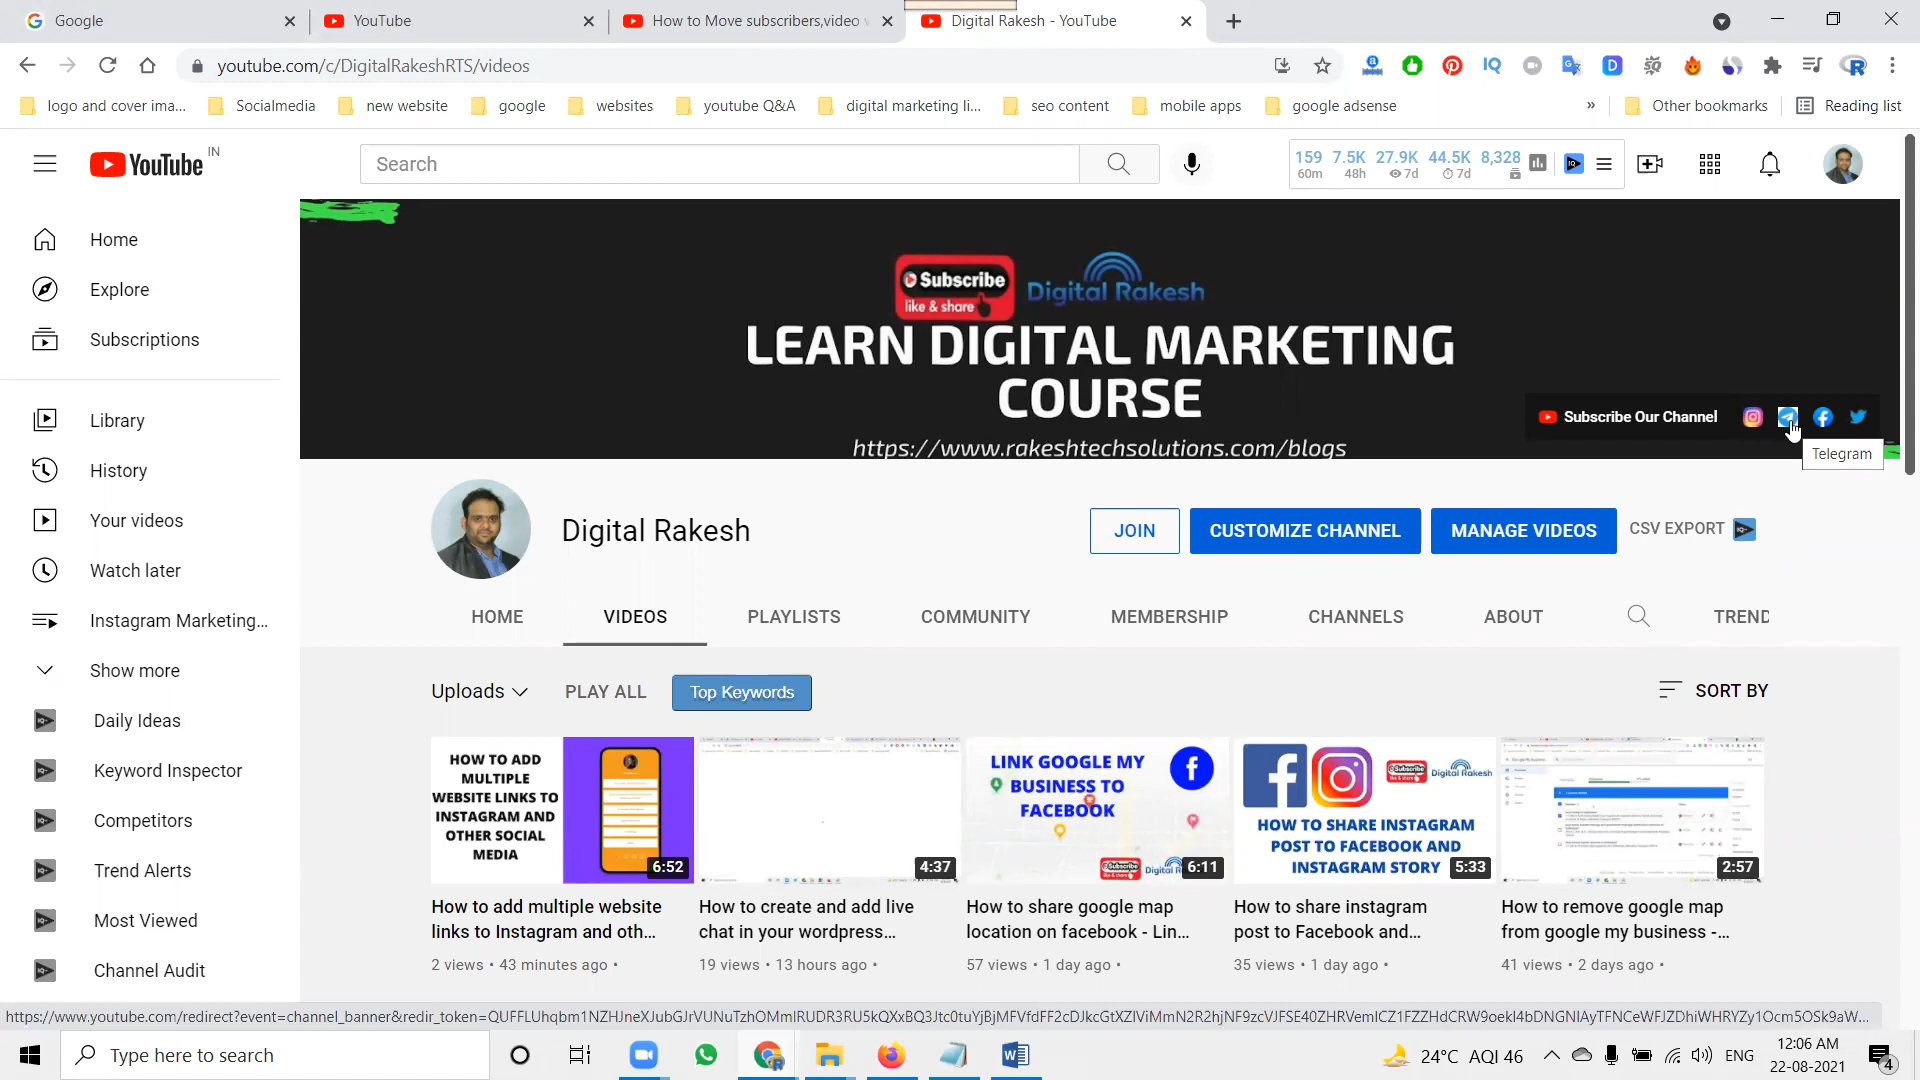 Google
YouTube
How to Move subscribers,video v
Digital Rakesh - YouTube
youtube.com/c/DigitalRakeshRTS/videos
logo and cover ima...
Socialmedia
new website
google
websites
youtube Q&A
digital marketing li...
seo content
mobile apps
google adsense
»
Other bookmarks
Reading list
YouTube IN
Search
159 7.5K 27.9K 44.5K 8,328
60m 48h 7d 7d
Home
Explore
Subscriptions
Library
History
Your videos
Watch later
Instagram Marketing...
Show more
Daily Ideas
Keyword Inspector
Competitors
Trend Alerts
Most Viewed
Channel Audit
Subscribe
like & share
Digital Rakesh
LEARN DIGITAL MARKETING
COURSE
https://www.rakeshtechsolutions.com/blogs
Subscribe Our Channel
Telegram
Digital Rakesh
JOIN
CUSTOMIZE CHANNEL
MANAGE VIDEOS
CSV EXPORT
HOME
VIDEOS
PLAYLISTS
COMMUNITY
MEMBERSHIP
CHANNELS
ABOUT
TREND
Uploads
PLAY ALL
Top Keywords
SORT BY
HOW TO ADD
MULTIPLE
WEBSITE LINKS TO
INSTAGRAM AND
OTHER SOCIAL
MEDIA
6:52
How to add multiple website
links to Instagram and oth...
2 views • 43 minutes ago •
4:37
How to create and add live
chat in your wordpress...
19 views • 13 hours ago •
LINK GOOGLE MY
BUSINESS TO
FACEBOOK
6:11
How to share google map
location on facebook - Lin...
57 views • 1 day ago •
Digital Rakesh
HOW TO SHARE INSTAGRAM
POST TO FACEBOOK AND
INSTAGRAM STORY
5:33
How to share instagram
post to Facebook and...
35 views • 1 day ago •
2:57
How to remove google map
from google my business -...
41 views • 2 days ago •
Type here to search
24°C AQI 46
ENG
12:06 AM
22-08-2021
4